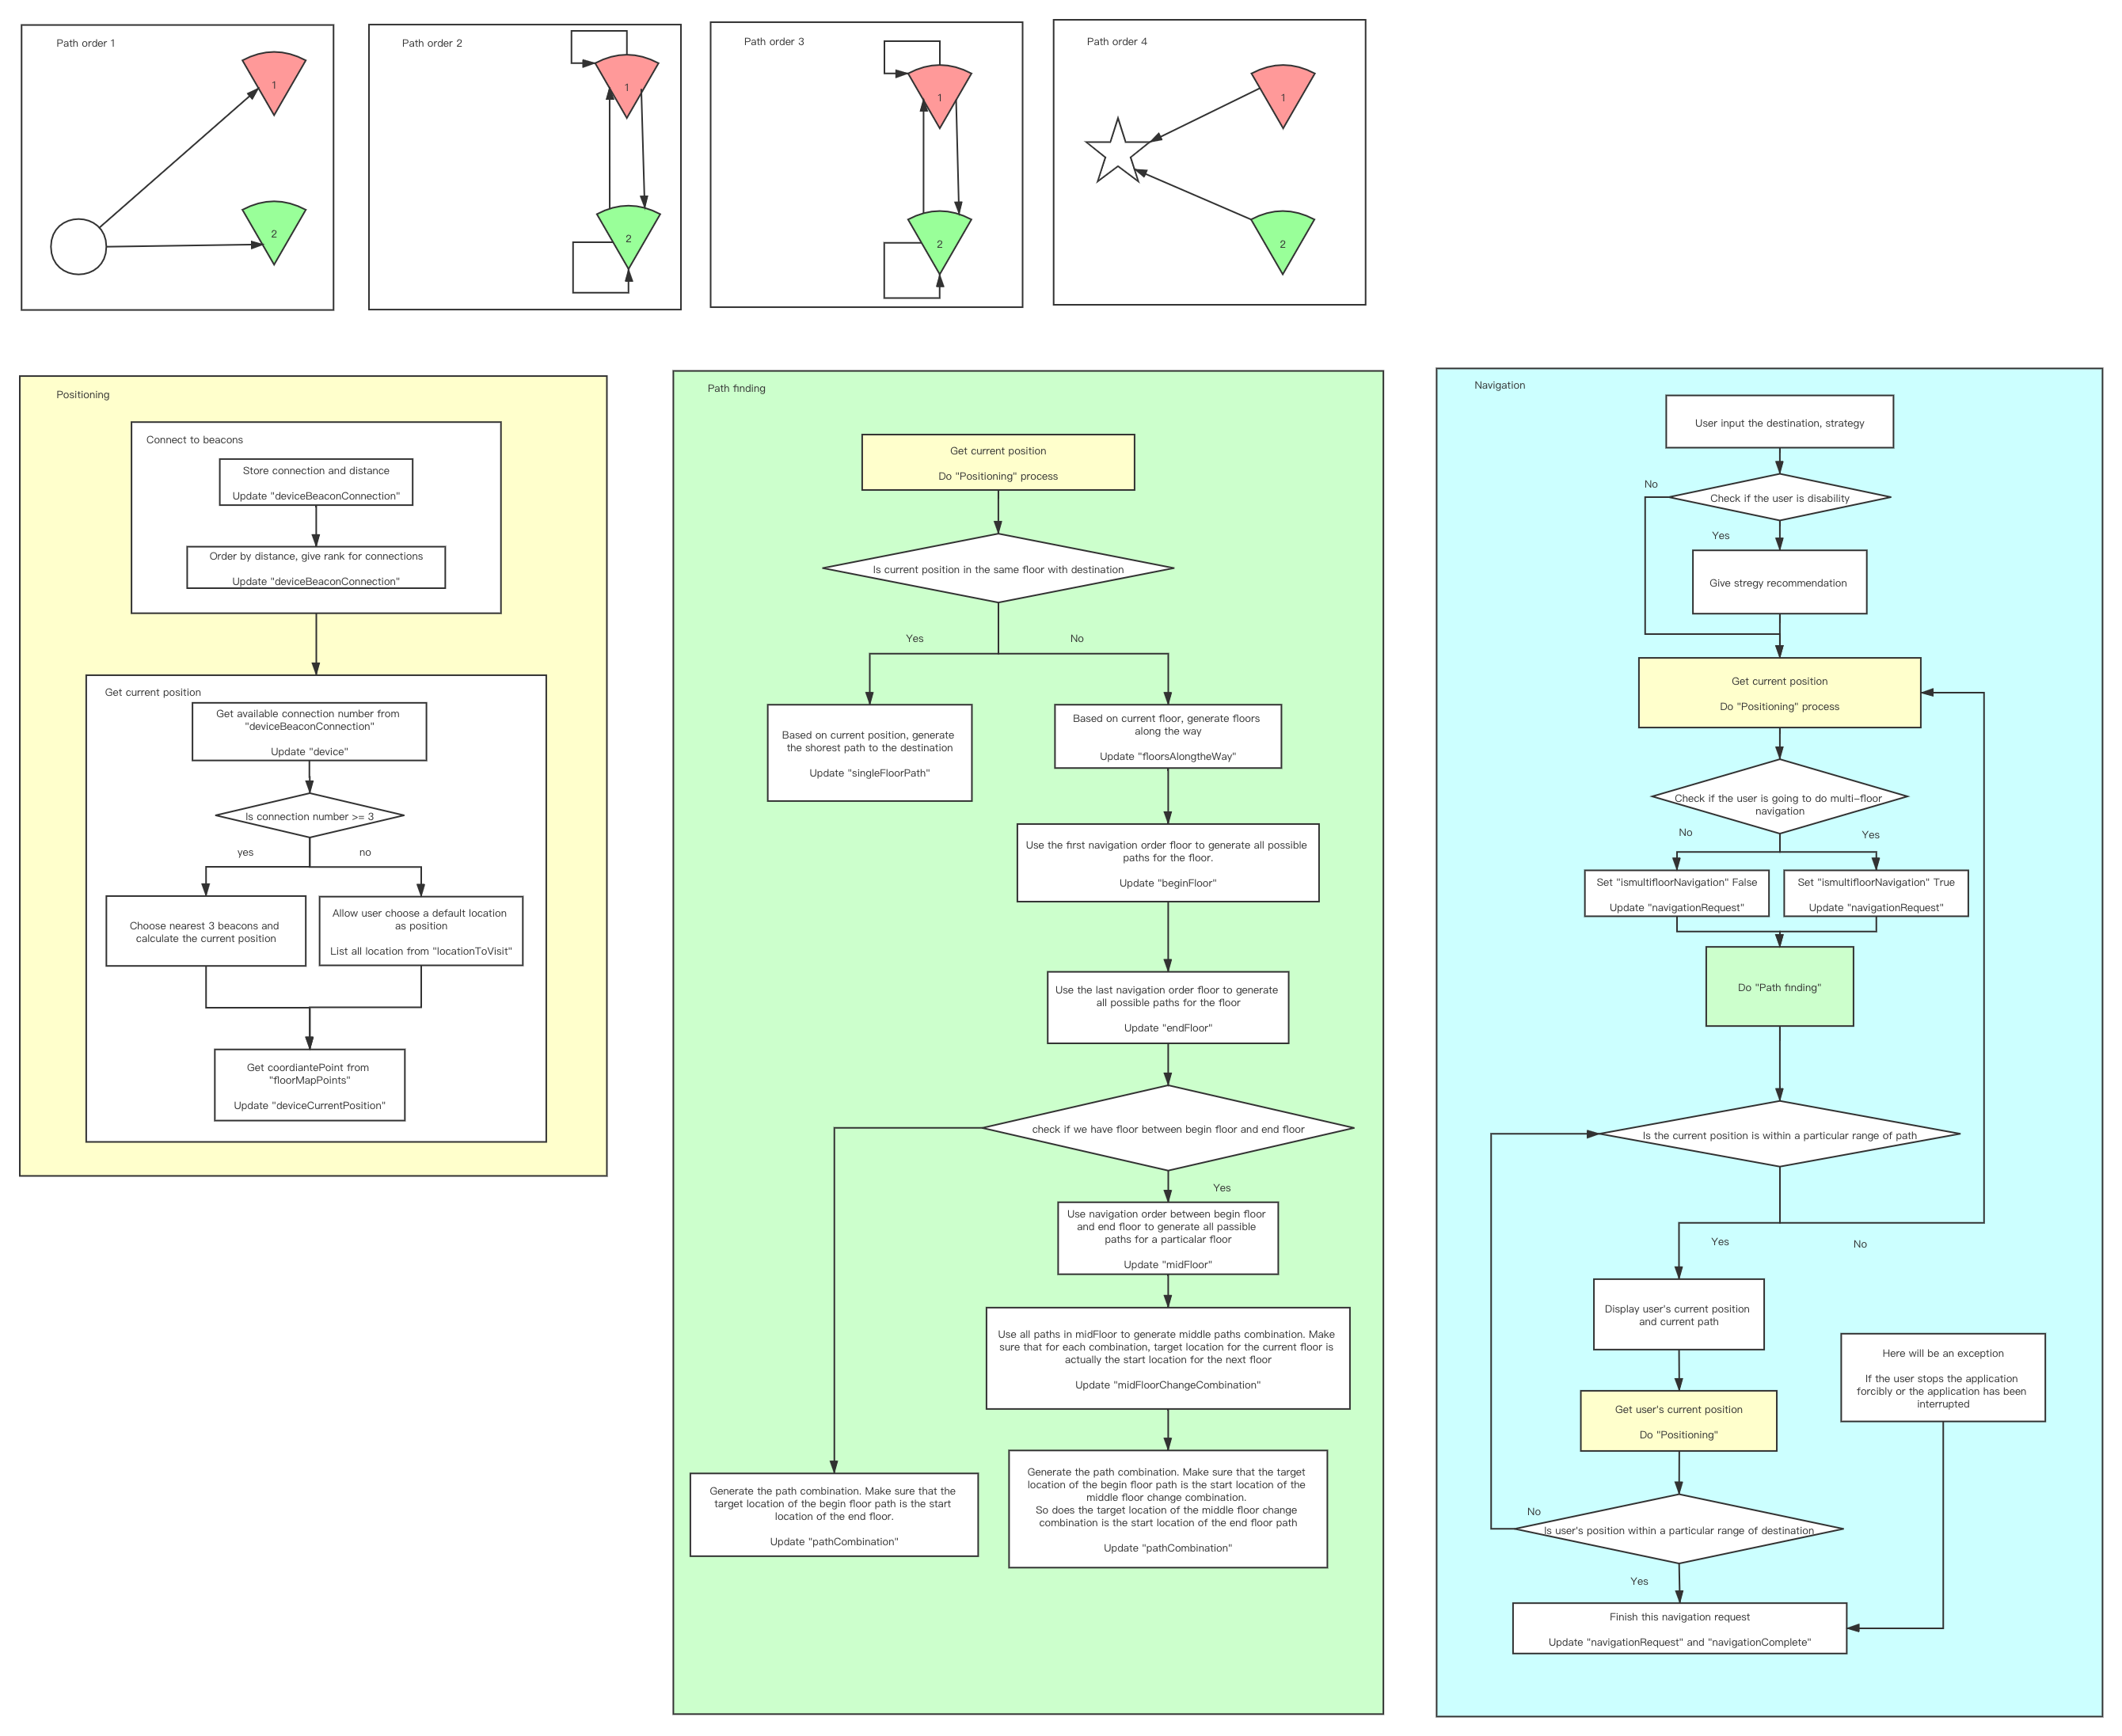 Path order 1
1
2
Path order 2
1
2
Path order 3
1
2
Path order 4
1
2
Positioning
Connect to beacons
Store connection and distance
Update "deviceBeaconConnection"
Order by distance, give rank for connections
Update "deviceBeaconConnection"
Get current position
Get available connection number from
"deviceBeaconConnection"
Update "device"
Is connection number >= 3
yes
no
Choose nearest 3 beacons and
calculate the current position
Allow user choose a default location
as position
List all location from "locationToVisit"
Get coordiantePoint from
"floorMapPoints"
Update "deviceCurrentPosition"
Path finding
Get current position
Do "Positioning" process
Is current position in the same floor with destination
Yes
No
Based on current position, generate
the shorest path to the destination
Update "singleFloorPath"
Based on current floor, generate floors
along the way
Update "floorsAlongtheWay"
Use the first navigation order floor to generate all possible
paths for the floor.
Update "beginFloor"
Use the last navigation order floor to generate
all possible paths for the floor
Update "endFloor"
check if we have floor between begin floor and end floor
Yes
Use navigation order between begin floor
and end floor to generate all passible
paths for a particalar floor
Update "midFloor"
Use all paths in midFloor to generate middle paths combination. Make
sure that for each combination, target location for the current floor is
actually the start location for the next floor
Update "midFloorChangeCombination"
Generate the path combination. Make sure that the target
location of the begin floor path is the start location of the
middle floor change combination.
So does the target location of the middle floor change
combination is the start location of the end floor path
Update "pathCombination"
Generate the path combination. Make sure that the
target location of the begin floor path is the start
location of the end floor.
Update "pathCombination"
Navigation
User input the destination, strategy
Check if the user is disability
No
Yes
Give stregy recommendation
Get current position
Do "Positioning" process
Check if the user is going to do multi-floor
navigation
No
Yes
Set "ismultifloorNavigation" False
Update "navigationRequest"
Set "ismultifloorNavigation" True
Update "navigationRequest"
Do "Path finding"
Is the current position is within a particular range of path
Yes
No
Display user's current position
and current path
Get user's current position
Do "Positioning"
Here will be an exception
If the user stops the application
forcibly or the application has been
interrupted
No
Is user's position within a particular range of destination
Yes
Finish this navigation request
Update "navigationRequest" and "navigationComplete"